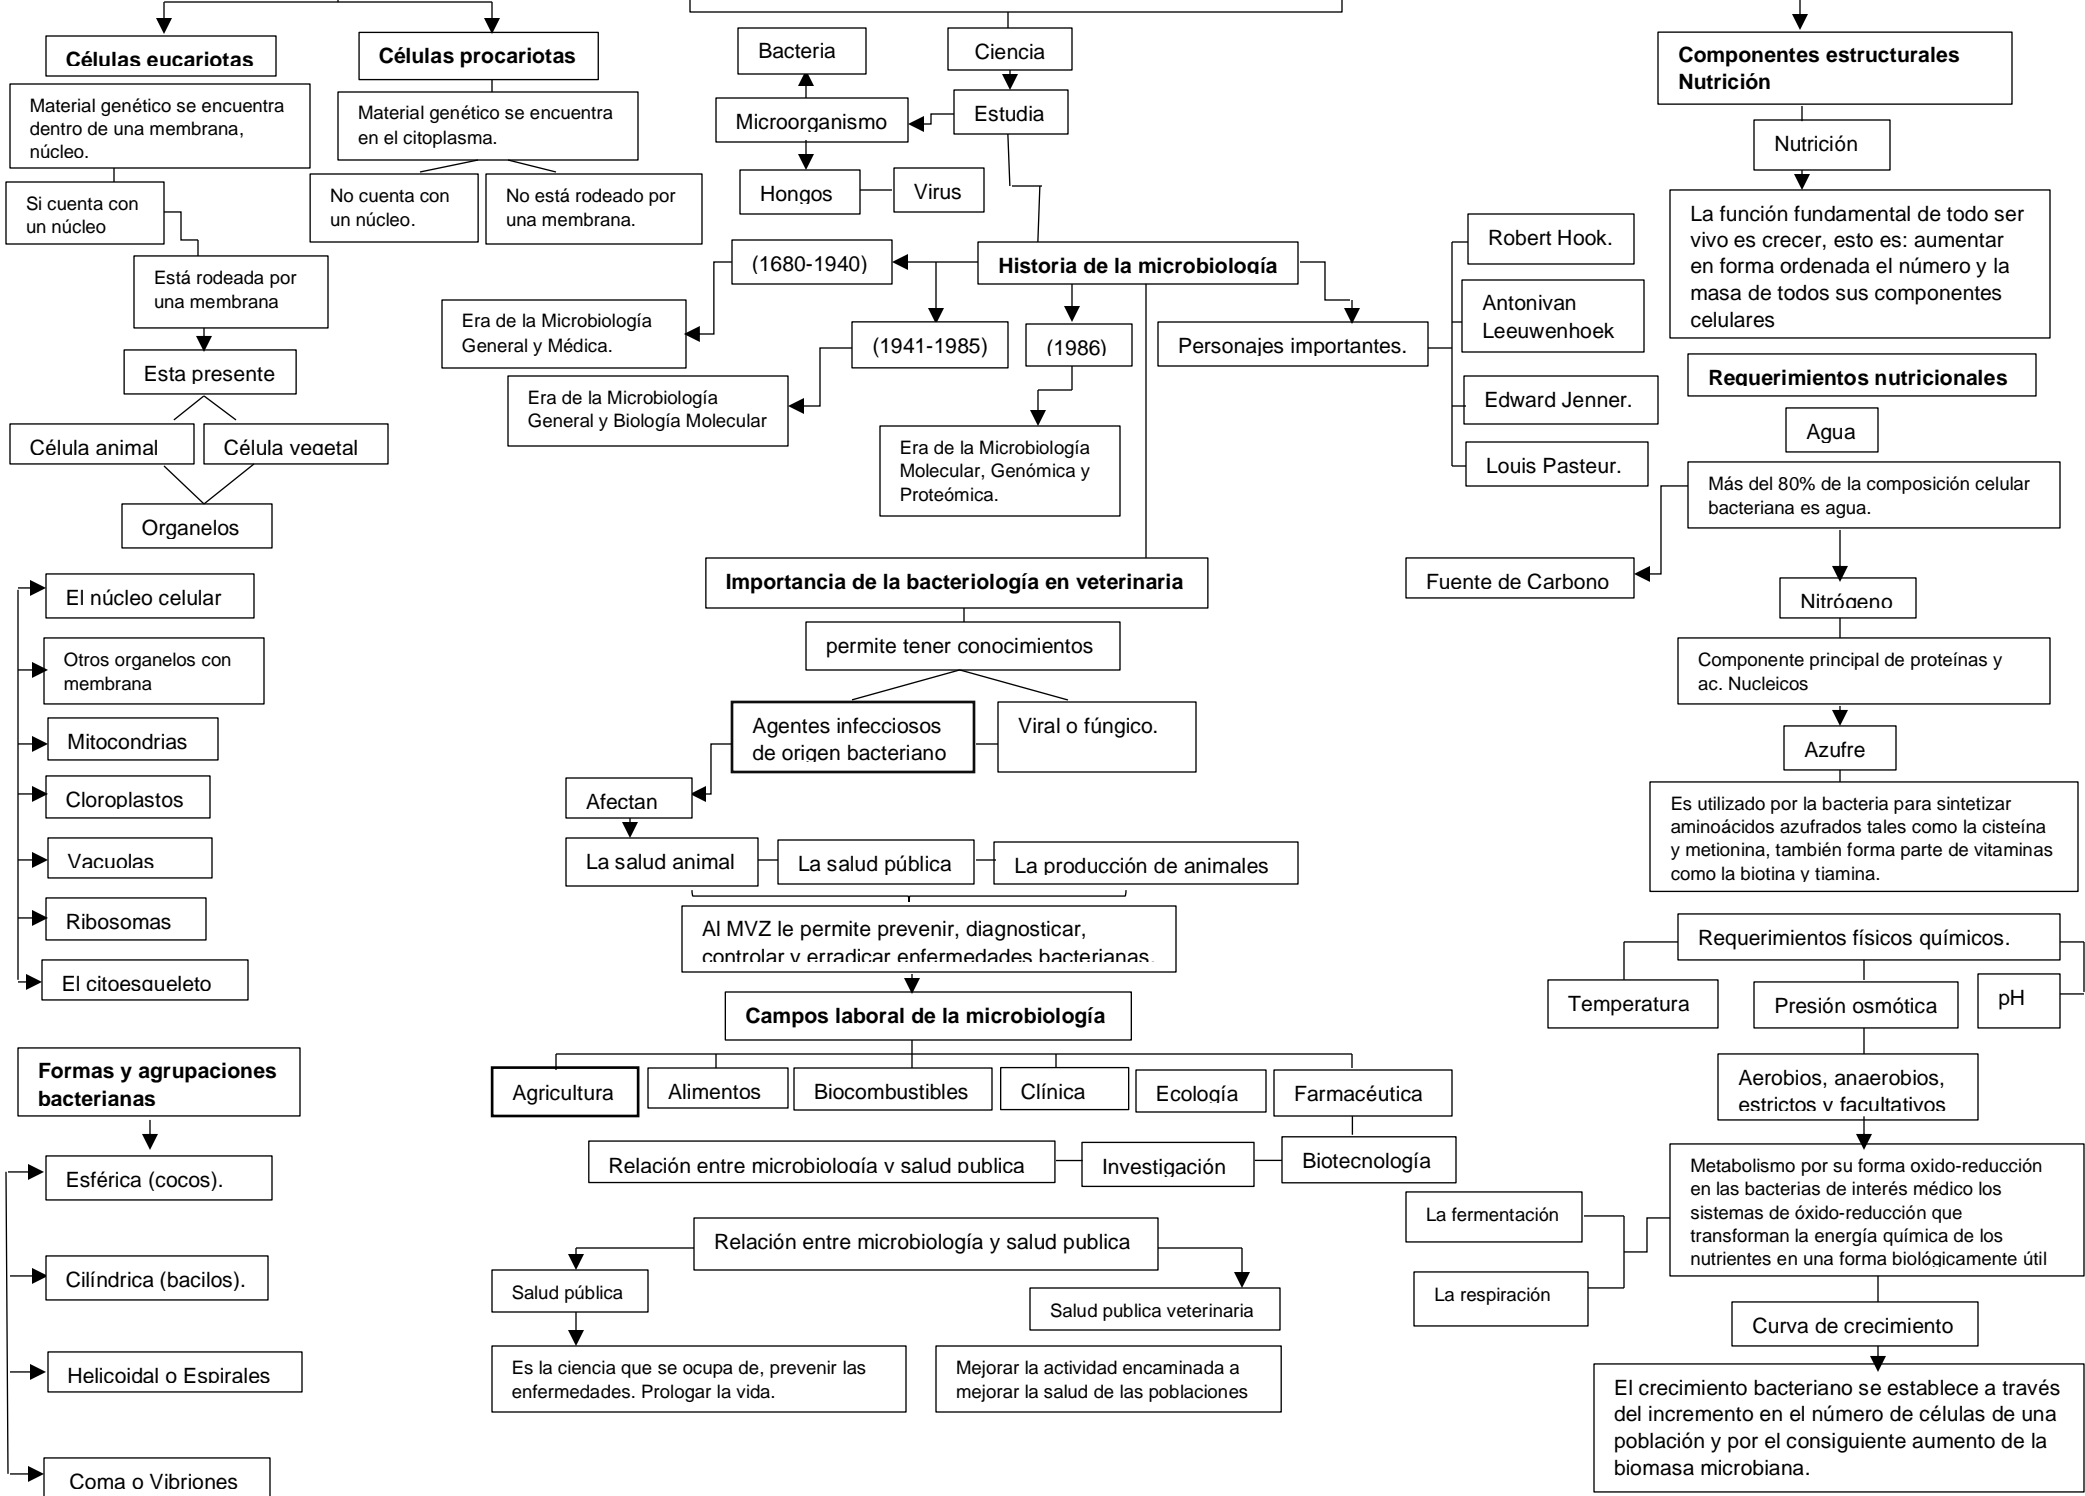 Células eucariotas
Material genético se encuentra
dentro de una membrana,
núcleo.
Si cuenta con
un núcleo
Está rodeada por
una membrana
Esta presente
Célula animal
Célula vegetal
Organelos
El núcleo celular
Otros organelos con
membrana
Mitocondrias
Cloroplastos
Vacuolas
Ribosomas
El citoesqueleto
Formas y agrupaciones
bacterianas
Esférica (cocos).
Cilíndrica (bacilos).
Helicoidal o Espirales
Coma o Vibriones
Células procariotas
Material genético se encuentra
en el citoplasma.
No cuenta con
un núcleo.
No está rodeado por
una membrana.
Bacteria
Ciencia
Microorganismo
Estudia
Hongos
Virus
Historia de la microbiología
(1680-1940)
Era de la Microbiología
General y Médica.
(1941-1985)
Era de la Microbiología
General y Biología Molecular
(1986)
Era de la Microbiología
Molecular, Genómica y
Proteómica.
Personajes importantes.
Robert Hook.
Antonivan
Leeuwenhoek
Edward Jenner.
Louis Pasteur.
Importancia de la bacteriología en veterinaria
permite tener conocimientos
Agentes infecciosos
de origen bacteriano
Viral o fúngico.
Afectan
La salud animal
La salud pública
La producción de animales
Al MVZ le permite prevenir, diagnosticar,
controlar y erradicar enfermedades bacterianas.
Campos laboral de la microbiología
Agricultura
Alimentos
Biocombustibles
Clínica
Ecología
Farmacéutica
Relación entre microbiología y salud publica
Investigación
Biotecnología
Relación entre microbiología y salud publica
Salud pública
Es la ciencia que se ocupa de, prevenir las
enfermedades. Prologar la vida.
Salud publica veterinaria
Mejorar la actividad encaminada a
mejorar la salud de las poblaciones
Componentes estructurales
Nutrición
Nutrición
La función fundamental de todo ser
vivo es crecer, esto es: aumentar
en forma ordenada el número y la
masa de todos sus componentes
celulares
Requerimientos nutricionales
Agua
Más del 80% de la composición celular
bacteriana es agua.
Fuente de Carbono
Nitrógeno
Componente principal de proteínas y
ac. Nucleicos
Azufre
Es utilizado por la bacteria para sintetizar
aminoácidos azufrados tales como la cisteína
y metionina, también forma parte de vitaminas
como la biotina y tiamina.
Requerimientos físicos químicos.
Temperatura
Presión osmótica
pH
Aerobios, anaerobios,
estrictos y facultativos
Metabolismo por su forma oxido-reducción
en las bacterias de interés médico los
sistemas de óxido-reducción que
transforman la energía química de los
nutrientes en una forma biológicamente útil
La fermentación
La respiración
Curva de crecimiento
El crecimiento bacteriano se establece a través
del incremento en el número de células de una
población y por el consiguiente aumento de la
biomasa microbiana.